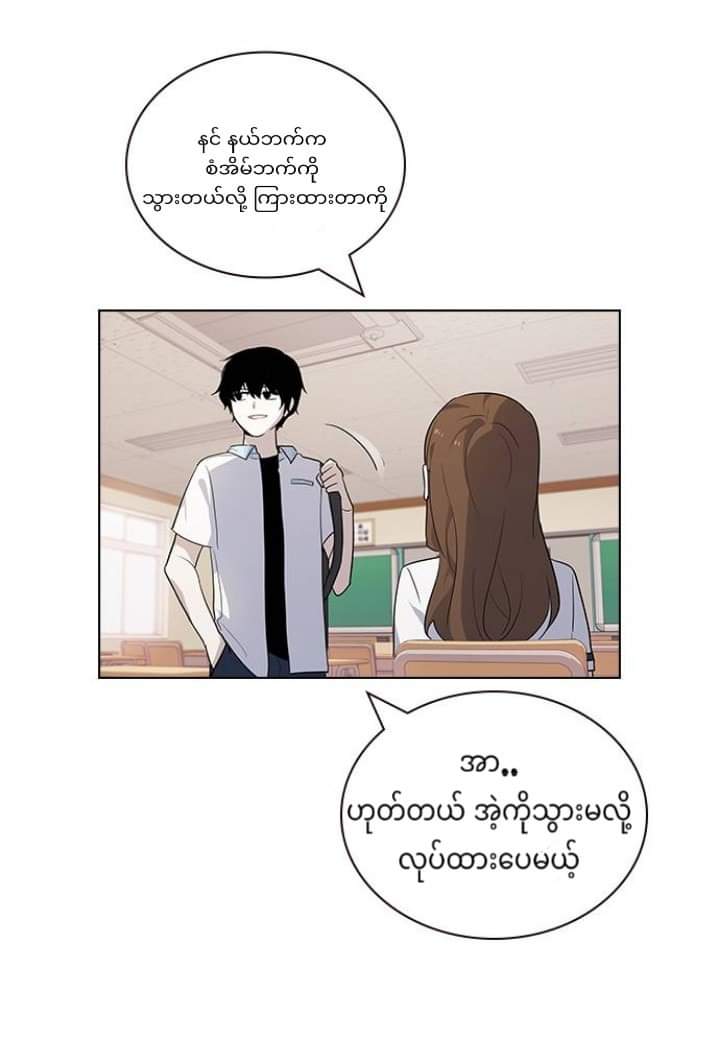 နင် နယ်ဘက်က
စံအိမ်ဘက်ကို
သွားတယ်လို့ ကြားထားတာကို
အာ..
ဟုတ်တယ် အဲ့ကိုသွားမလို့
လုပ်ထားပေမယ့်